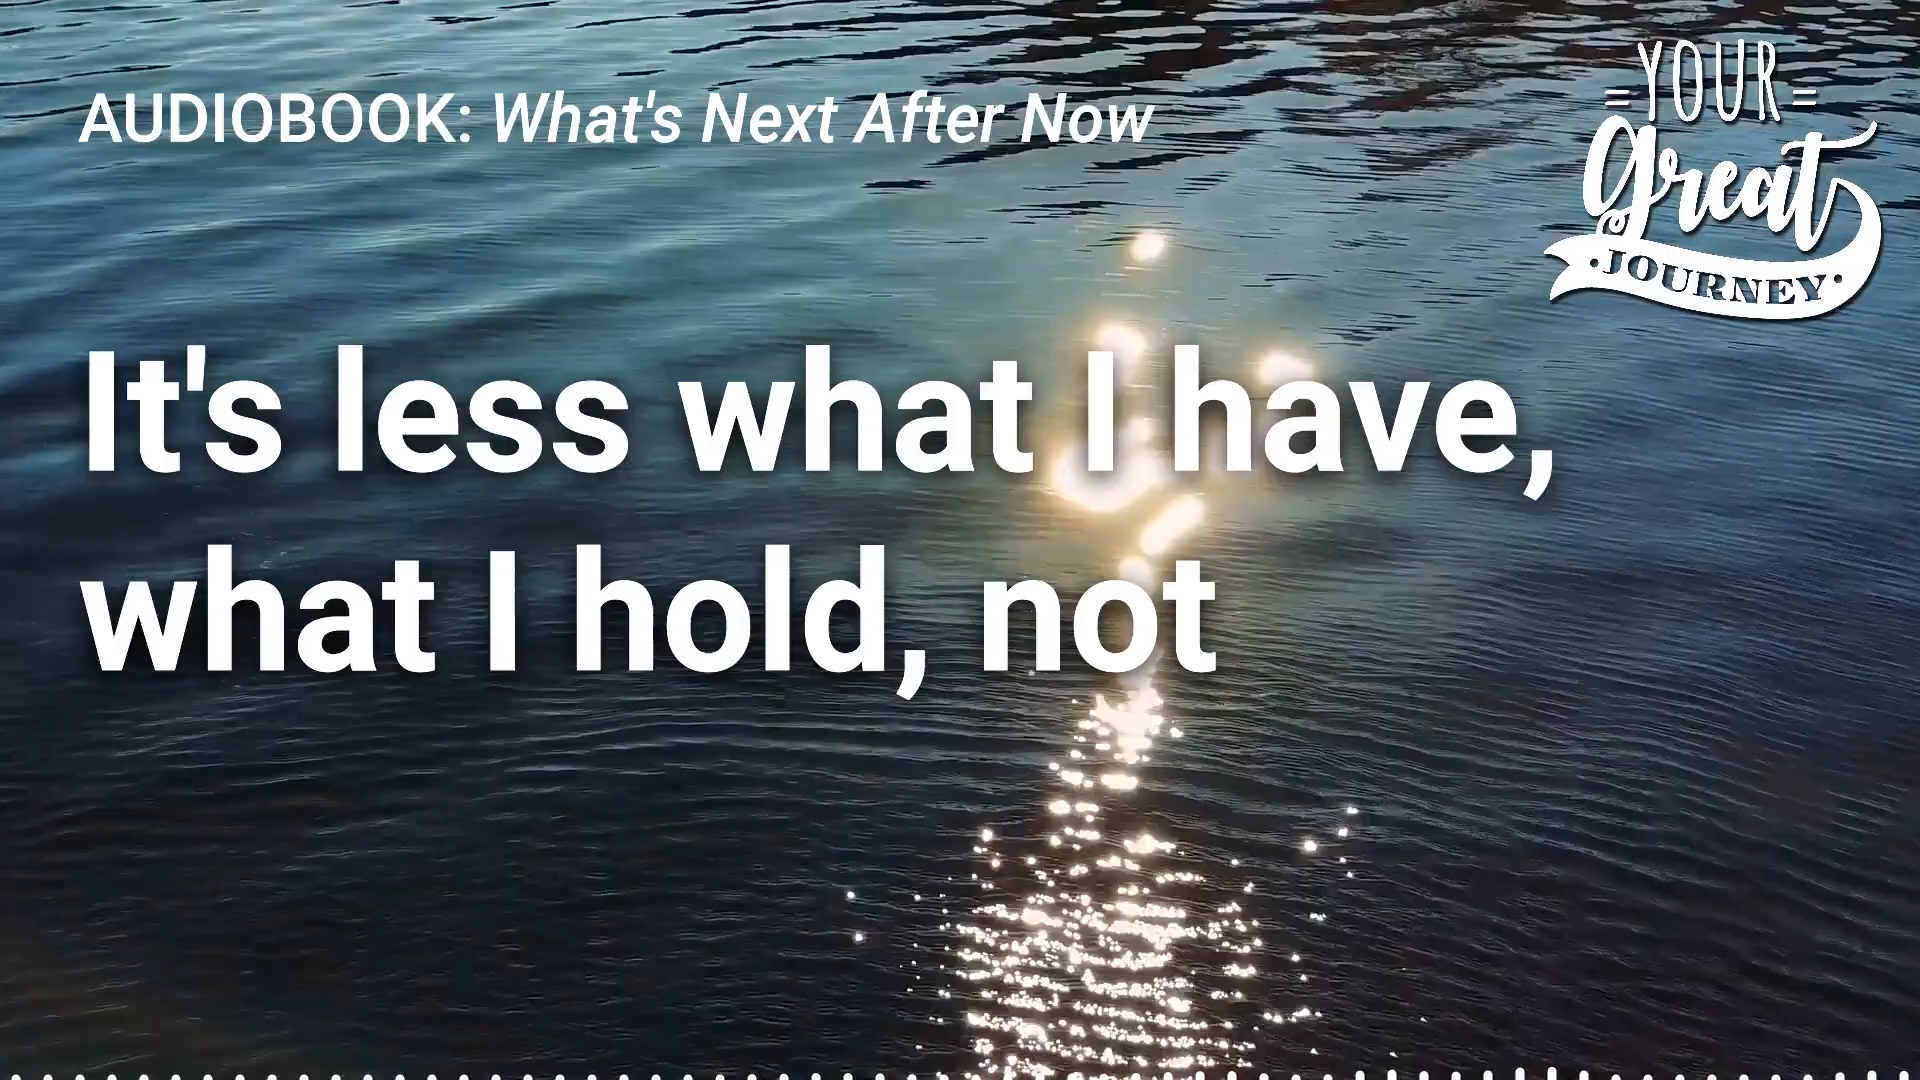 AUDIOBOOK: What's Next After Now
YOUR
Great
JOURNEY
It's less what I have,
what I hold, not